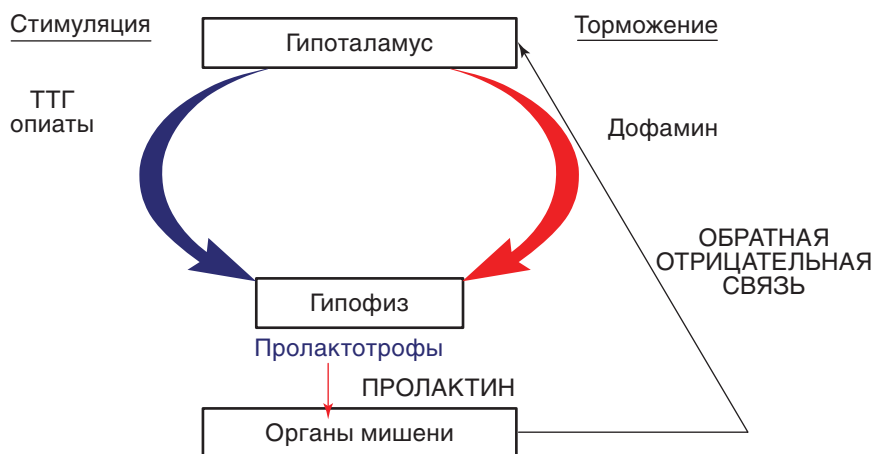 Стимуляция
Гипоталамус
Торможение
ТТГ
опиаты
Дофамин
ОБРАТНАЯ
ОТРИЦАТЕЛЬНАЯ
СВЯЗЬ
Гипофиз
Пролактотрофы
ПРОЛАКТИН
Органы мишени